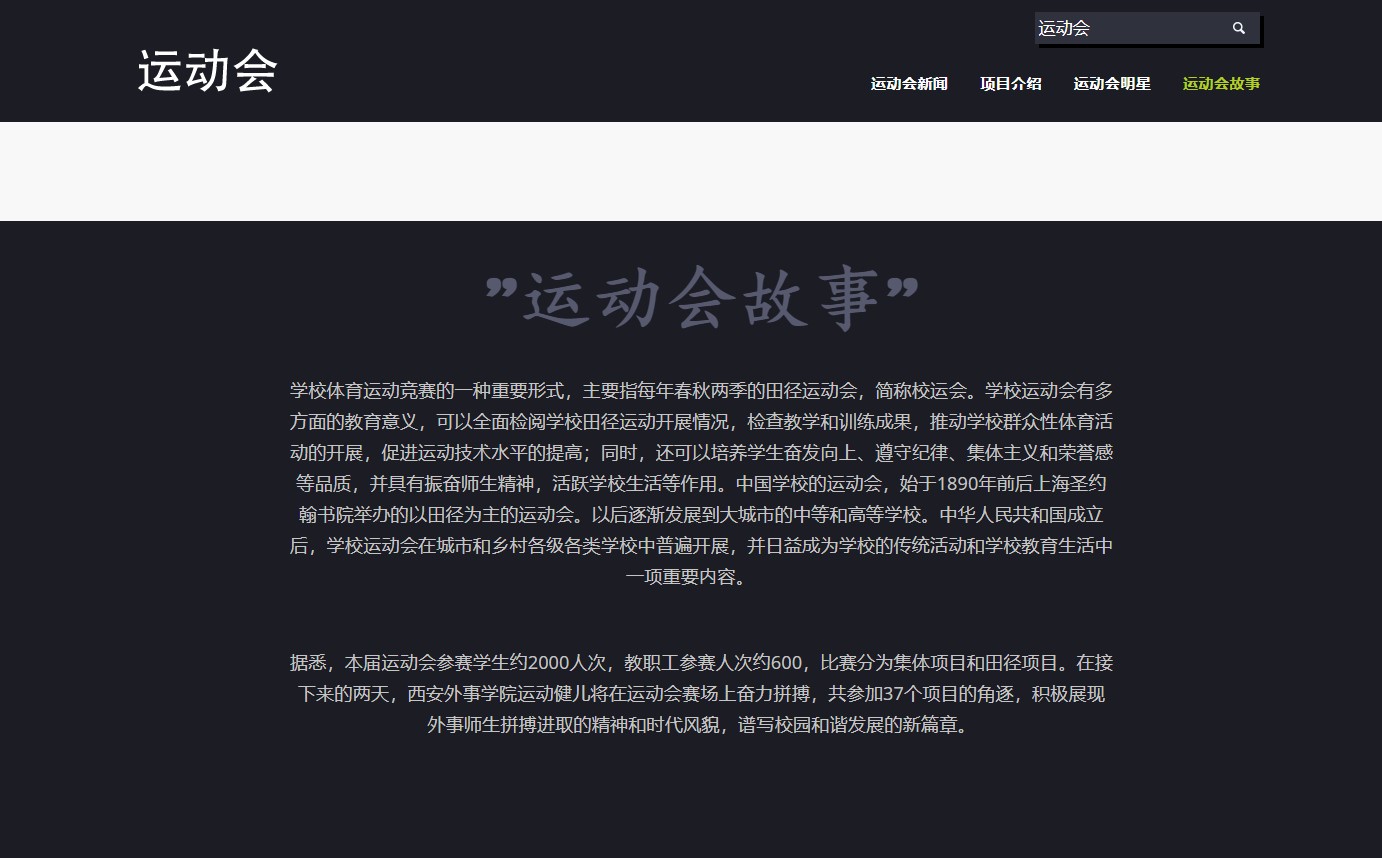 运动会
运动会
运动会新闻 项目介绍 运动会明星 运动会故事
”运动会故事”
学校体育运动竞赛的一种重要形式，主要指每年春秋两季的田径运动会，简称校运会。学校运动会有多
方面的教育意义，可以全面检阅学校田径运动开展情况，检查教学和训练成果，推动学校群众性体育活
动的开展，促进运动技术水平的提高；同时，还可以培养学生奋发向上、遵守纪律、集体主义和荣誉感
等品质，并具有振奋师生精神，活跃学校生活等作用。中国学校的运动会，始于1890年前后上海圣约
翰书院举办的以田径为主的运动会。以后逐渐发展到大城市的中等和高等学校。中华人民共和国成立
后，学校运动会在城市和乡村各级各类学校中普遍开展，并日益成为学校的传统活动和学校教育生活中
一项重要内容。
据悉，本届运动会参赛学生约2000人次，教职工参赛人次约600，比赛分为集体项目和田径项目。在接
下来的两天，西安外事学院运动健儿将在运动会赛场上奋力拼搏，共参加37个项目的角逐，积极展现
外事师生拼搏进取的精神和时代风貌，谱写校园和谐发展的新篇章。